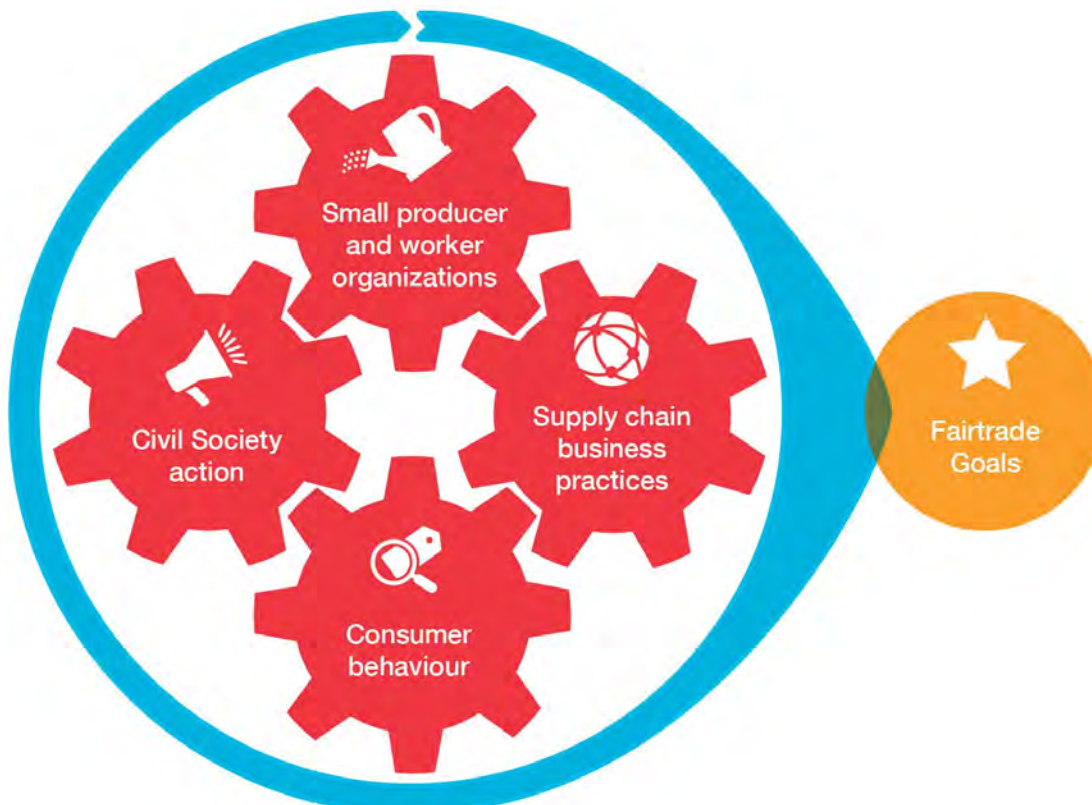 Small producer
and worker
organizations
Civil Society
action
Supply chain
business
practices
Consumer
behaviour
Fairtrade
Goals